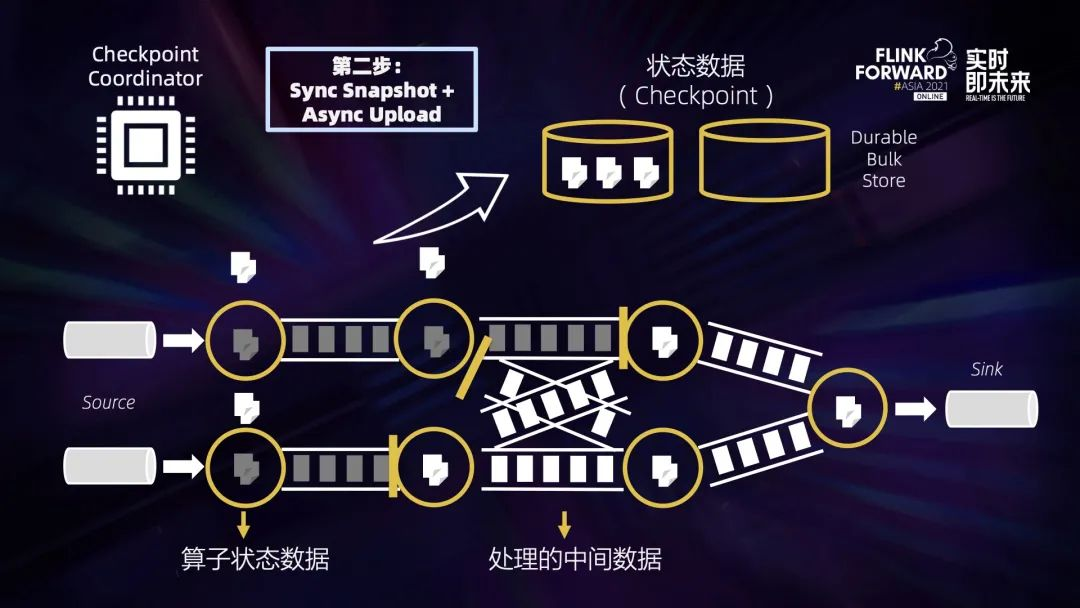 Checkpoint
Coordinator
第二步：
Sync Snapshot +
Async Upload
状态数据
（ Checkpoint ）
FLINK
FORWARD
#ASIA 2021
ONLINE
实时
即未来
REAL-TIME IS THE FUTURE
Durable
Bulk
Store
Source
Sink
算子状态数据
处理的中间数据